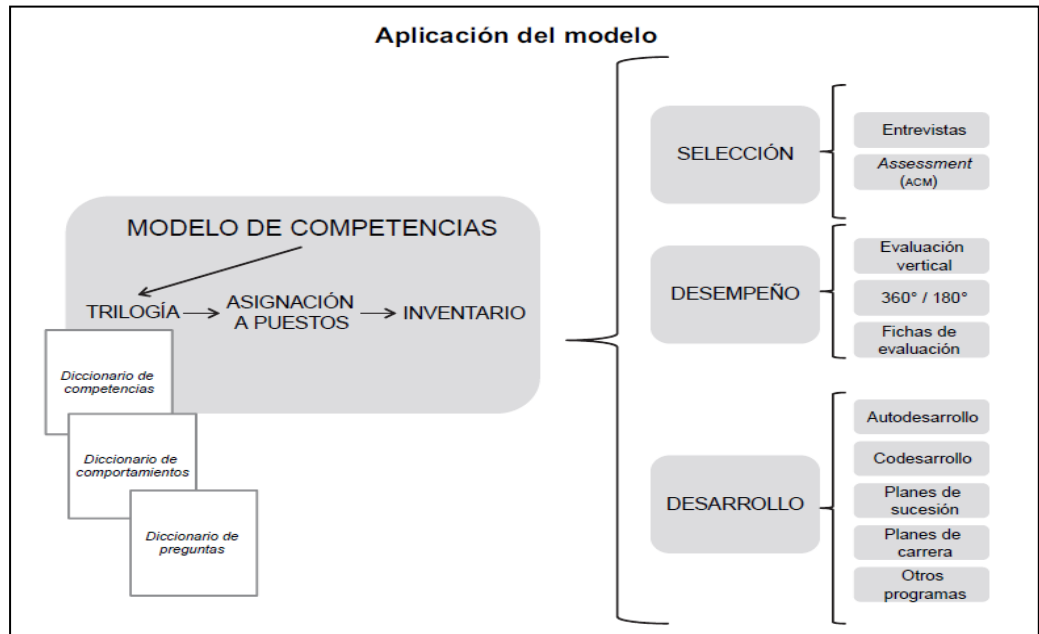 Aplicación del modelo
MODELO DE COMPETENCIAS
TRILOGÍA
ASIGNACIÓN
A PUESTOS
INVENTARIO
Diccionario de
competencias
Diccionario de
comportamientos
Diccionario de
preguntas
SELECCIÓN
Entrevistas
Assessment
(ACM)
DESEMPEÑO
Evaluación
vertical
360° / 180°
Fichas de
evaluación
DESARROLLO
Autodesarrollo
Codesarrollo
Planes de
sucesión
Planes de
carrera
Otros
programas